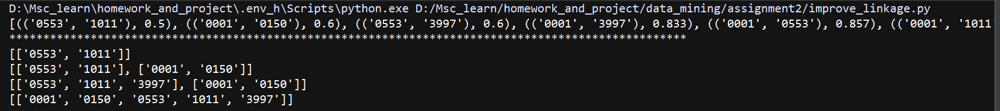 D:\Msc_learn\homework_and_project\.env_h\Scripts\python.exe D:/Msc_learn/homework_and_project/data_mining/assignment2/improve_linkage.py
[(('0553', '1011'), 0.5), (('0001', '0150'), 0.6), (('0553', '3997'), 0.6), (('0001', '3997'), 0.833), (('0001', '0553'), 0.857), (('0001', '1011'
****************************************************************************************************
[['0553', '1011']]
[['0553', '1011'], ['0001', '0150']]
[['0553', '1011', '3997'], ['0001', '0150']]
[['0001', '0150', '0553', '1011', '3997']]